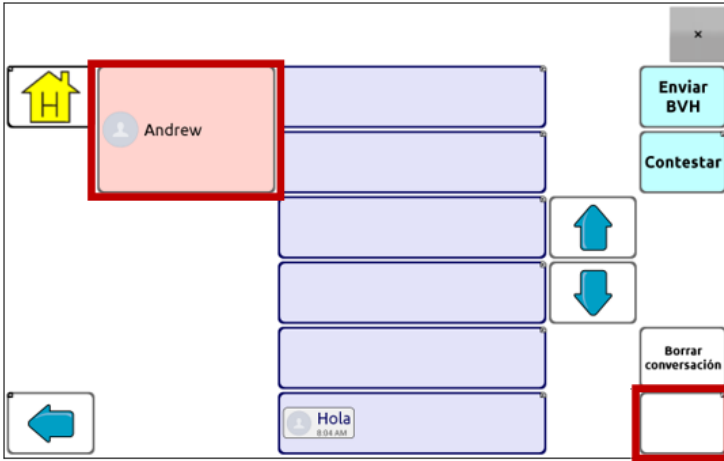 ×
H
Andrew
Enviar
BVH
Contestar
Borrar
conversación
Hola
8:04 AM